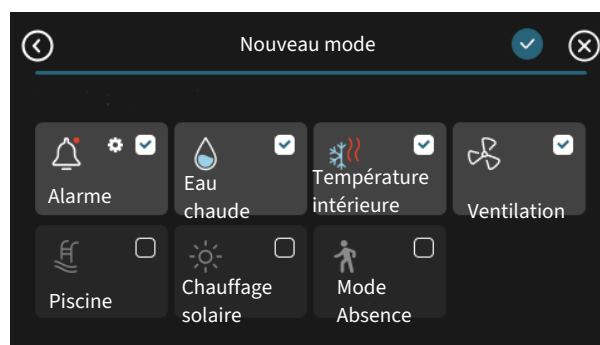 Nouveau mode
Alarme
Eau
chaude
Température
intérieure
Ventilation
Piscine
Chauffage
solaire
Mode
Absence